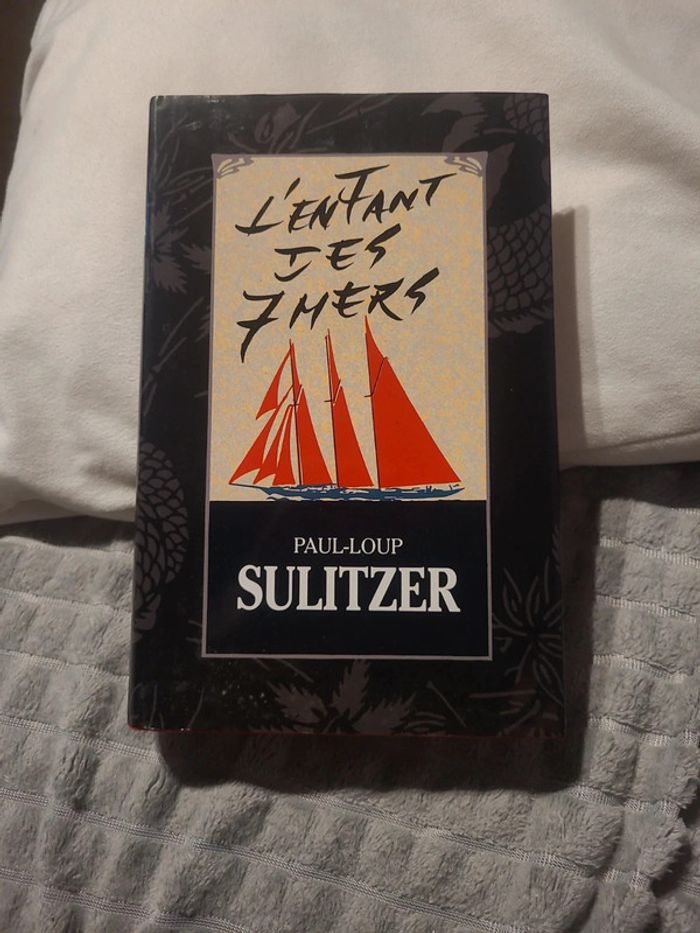 L'ENFANT
DES
7 MERS
PAUL-LOUP
SULITZER